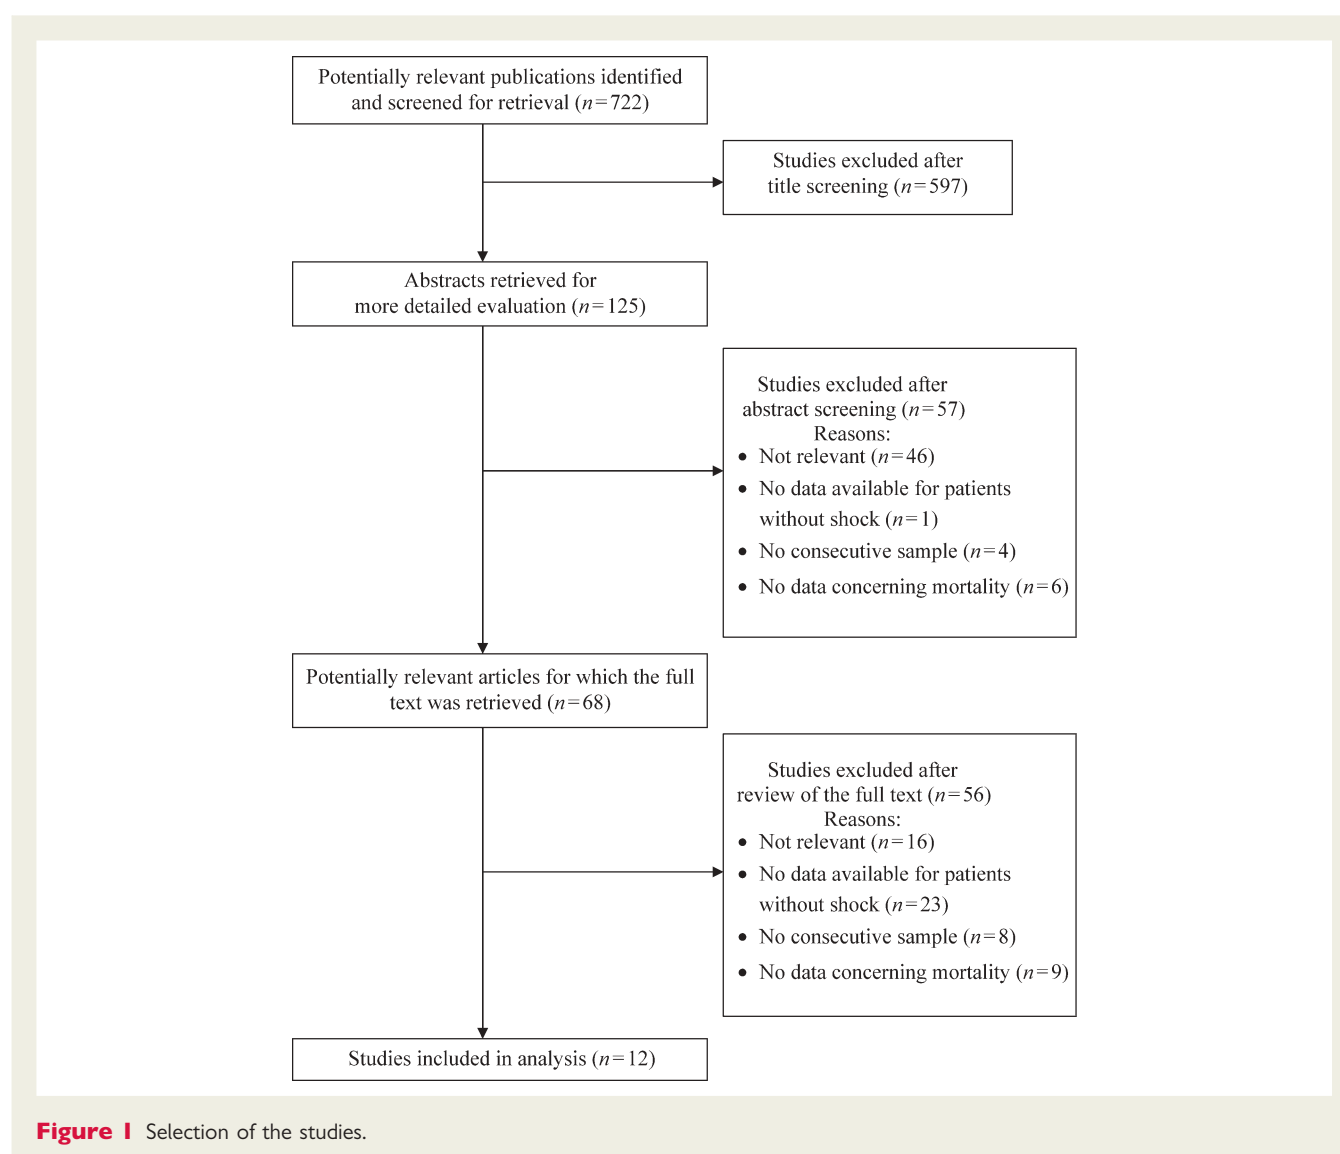 Potentially relevant publications identified
and screened for retrieval (n=722)
Studies excluded after
title screening (n=597)
Abstracts retrieved for
more detailed evaluation (n=125)
Studies excluded after
abstract screening (n=57)
Reasons:
• Not relevant (n=46)
• No data available for patients
without shock (n=1)
• No consecutive sample (n=4)
• No data concerning mortality (n=6)
Potentially relevant articles for which the full
text was retrieved (n=68)
Studies excluded after
review of the full text (n=56)
Reasons:
• Not relevant (n=16)
• No data available for patients
without shock (n=23)
• No consecutive sample (n=8)
• No data concerning mortality (n=9)
Studies included in analysis (n=12)
Figure 1 Selection of the studies.